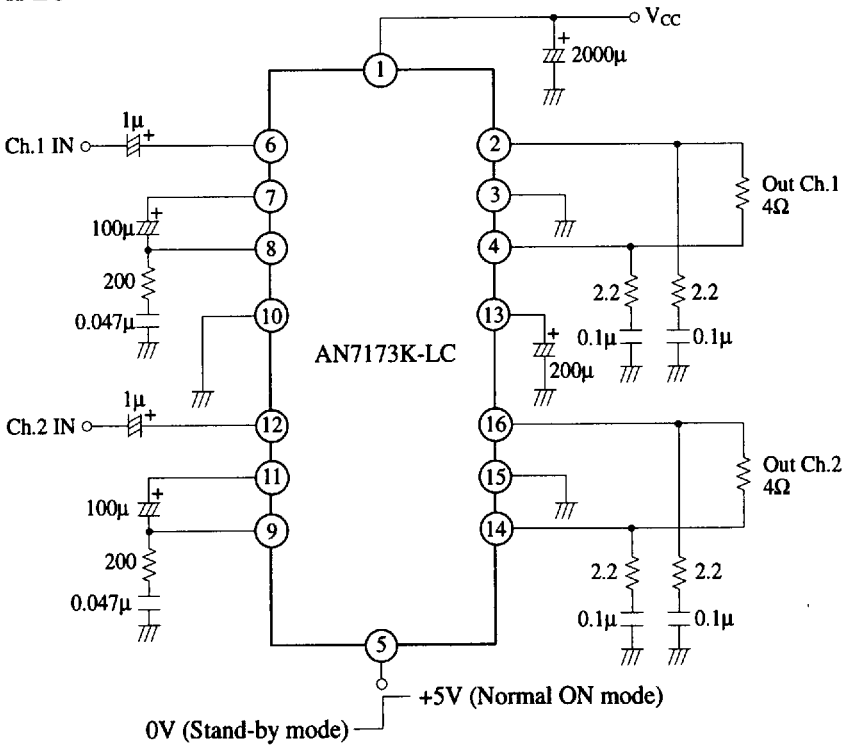 V_CC
2000μ
1
1μ
Ch.1 IN
6
2
7
3
Out Ch.1
4Ω
100μ
8
4
200
2.2
2.2
0.047μ
10
13
0.1μ
0.1μ
AN7173K-LC
200μ
1μ
Ch.2 IN
12
16
11
15
Out Ch.2
4Ω
100μ
9
14
200
2.2
2.2
0.047μ
0.1μ
0.1μ
5
+5V (Normal ON mode)
0V (Stand-by mode)